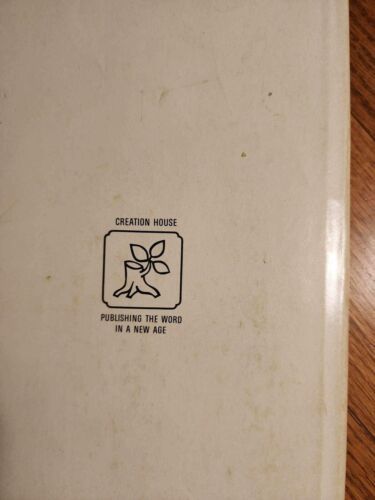 CREATION HOUSE
PUBLISHING THE WORD
IN A NEW AGE